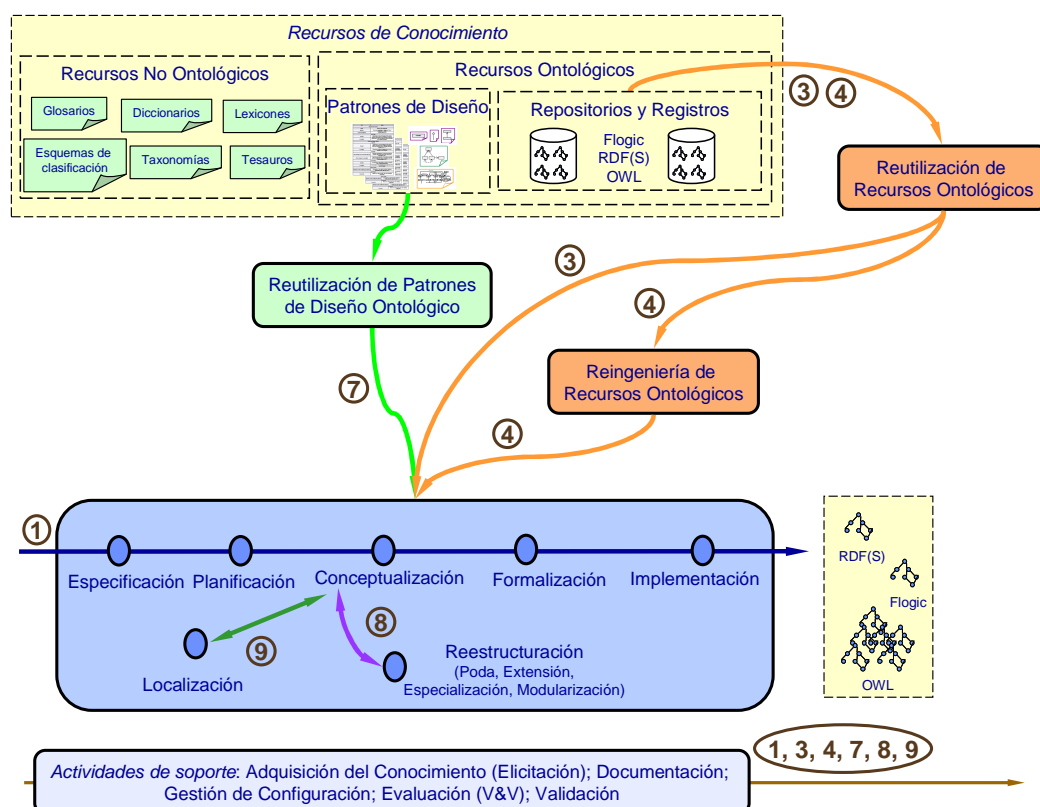 Recursos de Conocimiento
Recursos No Ontológicos
Glosarios
Diccionarios
Lexicones
Esquemas de
clasificación
Taxonomías
Tesauros
Recursos Ontológicos
Patrones de Diseño
Repositorios y Registros
Flogic
RDF(S)
OWL
3 4
Reutilización de
Recursos Ontológicos
3
Reutilización de Patrones
de Diseño Ontológico
4
Reingeniería de
Recursos Ontológicos
7
4
1
Especificación
Planificación
Conceptualización
Formalización
Implementación
9
8
Localización
Reestructuración
(Poda, Extensión,
Especialización, Modularización)
RDF(S)
Flogic
OWL
1, 3, 4, 7, 8, 9
Actividades de soporte: Adquisición del Conocimiento (Elicitación); Documentación;
Gestión de Configuración; Evaluación (V&V); Validación